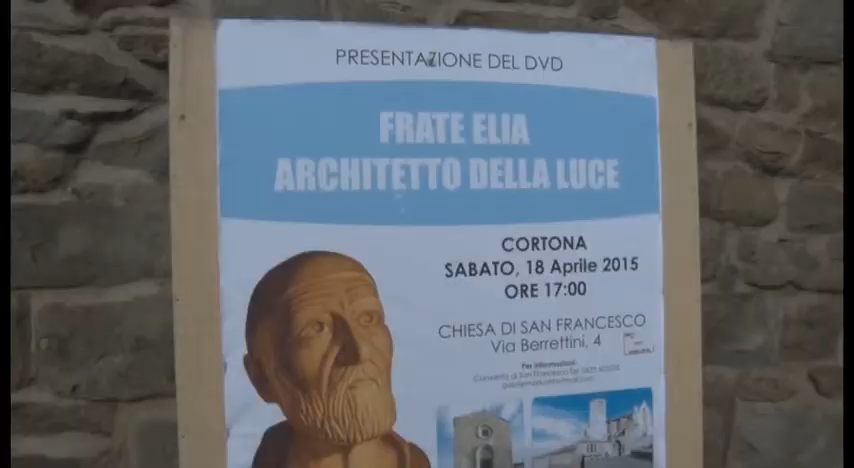 PRESENTAZIONE DEL DVD
FRATE ELIA
ARCHITETTO DELLA LUCE
CORTONA
SABATO, 18 Aprile 2015
ORE 17:00
CHIESA DI SAN FRANCESCO
Via Berrettini, 4
Per informazioni:
Convento di San Francesco